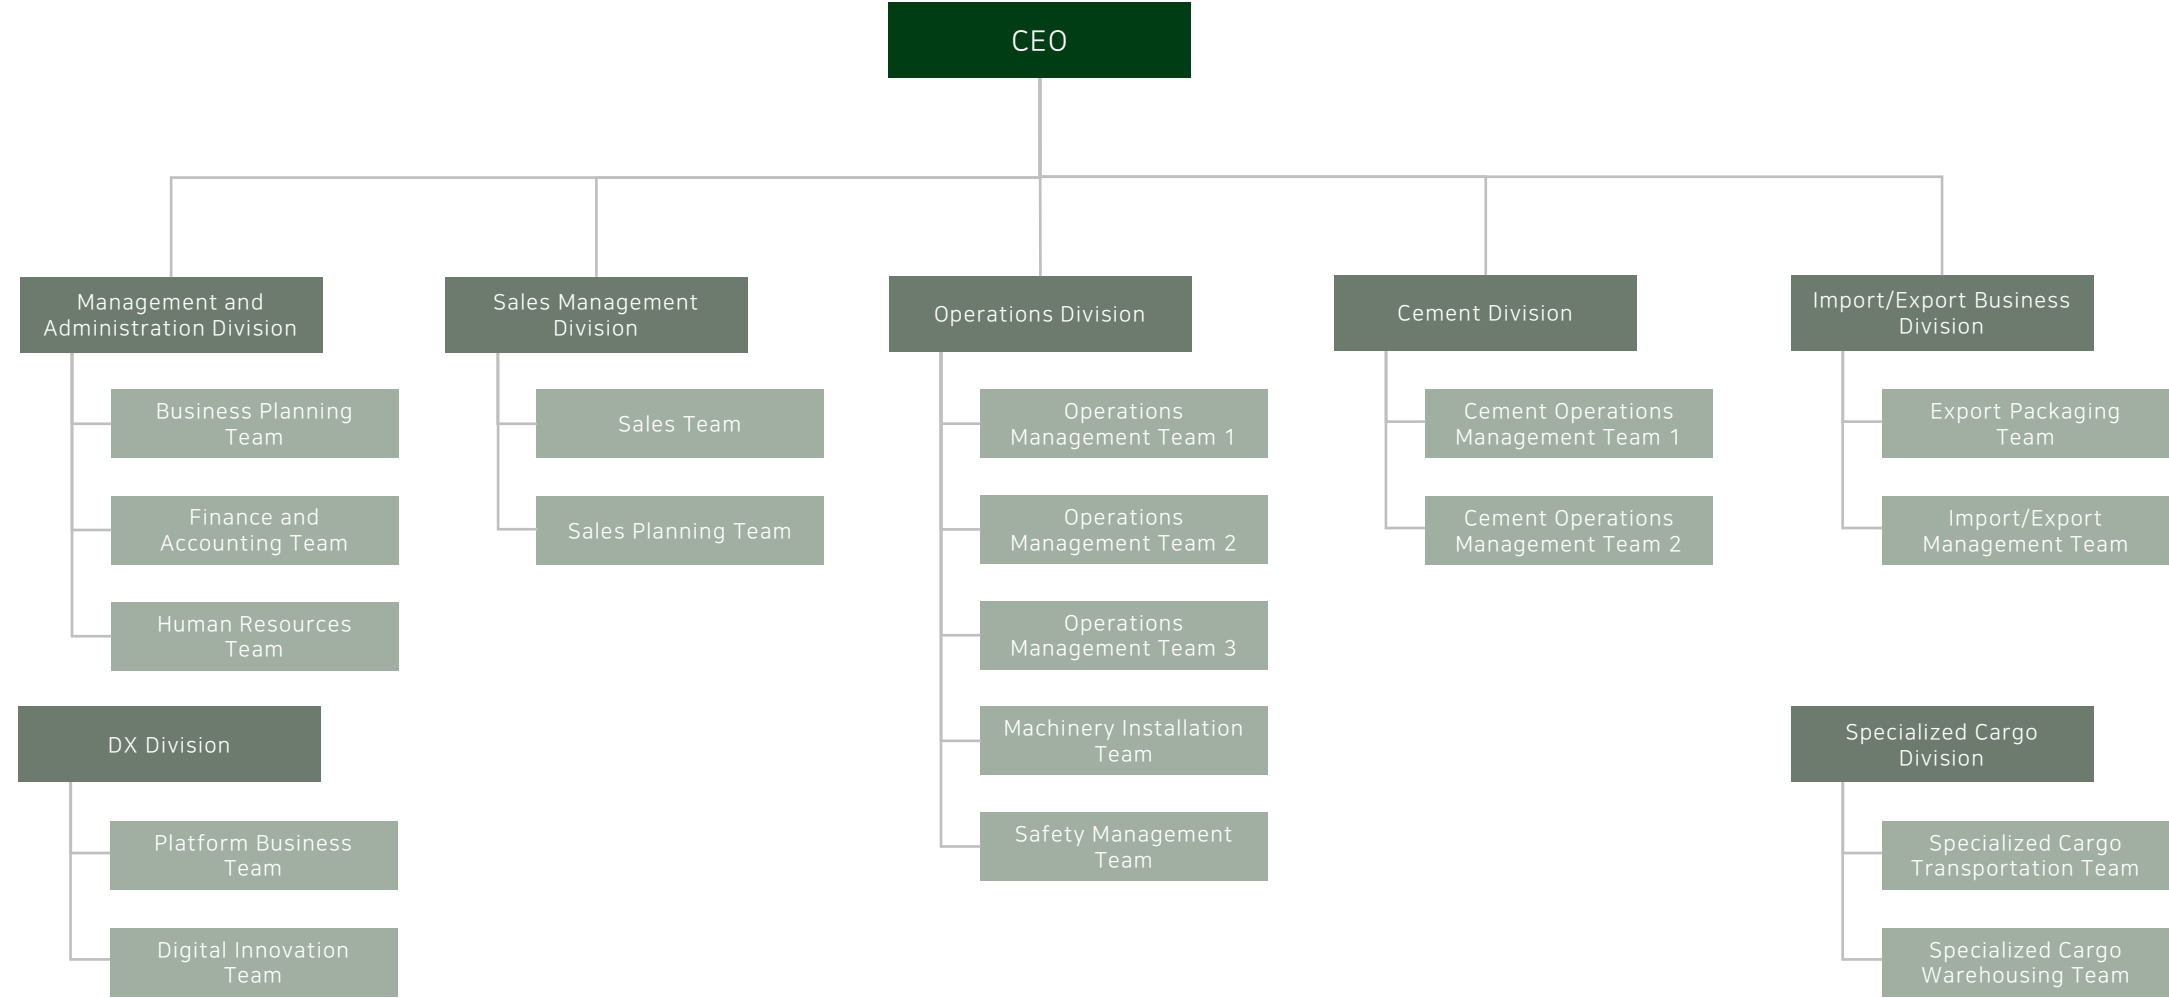 CEO
Management and
Administration Division
Business Planning
Team
Finance and
Accounting Team
Human Resources
Team
DX Division
Platform Business
Team
Digital Innovation
Team
Sales Management
Division
Sales Team
Sales Planning Team
Operations Division
Operations
Management Team 1
Operations
Management Team 2
Operations
Management Team 3
Machinery Installation
Team
Safety Management
Team
Cement Division
Cement Operations
Management Team 1
Cement Operations
Management Team 2
Import/Export Business
Division
Export Packaging
Team
Import/Export
Management Team
Specialized Cargo
Division
Specialized Cargo
Transportation Team
Specialized Cargo
Warehousing Team